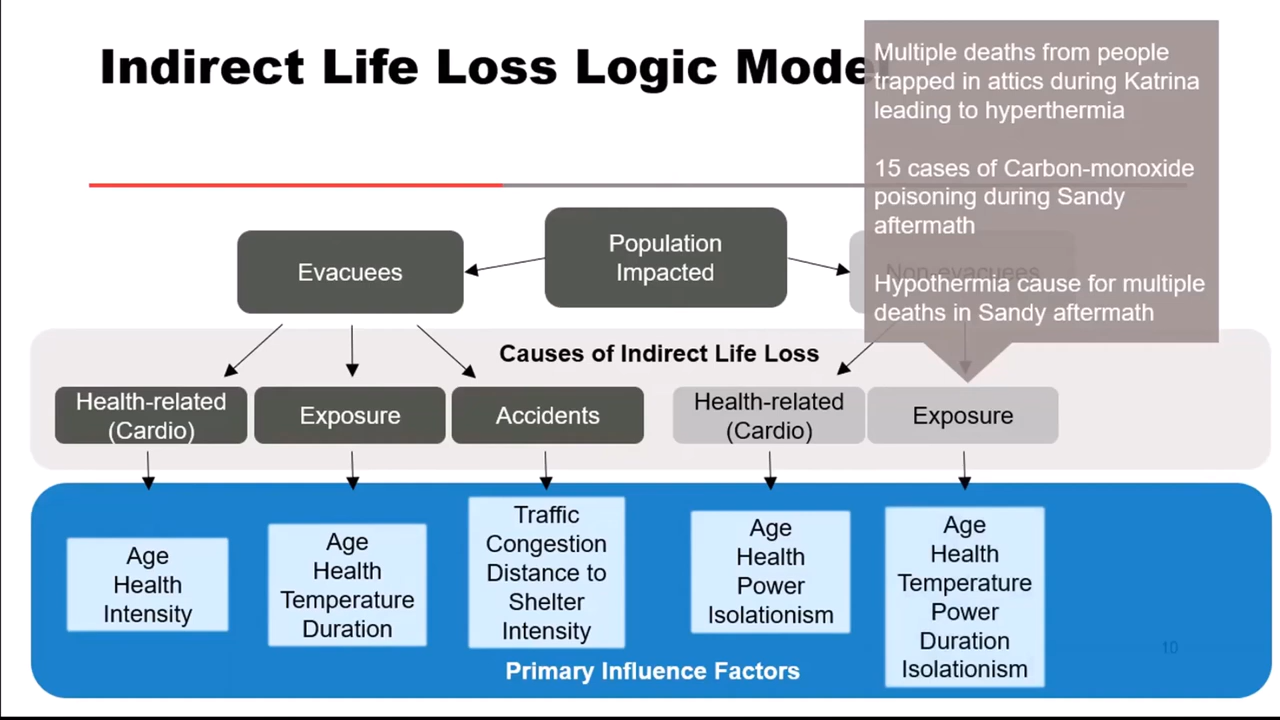 Indirect Life Loss Logic Model
Multiple deaths from people
trapped in attics during Katrina
leading to hyperthermia
15 cases of Carbon-monoxide
poisoning during Sandy
aftermath
Hypothermia cause for multiple
deaths in Sandy aftermath
Evacuees
Population
Impacted
Non-evacuees
Causes of Indirect Life Loss
Health-related
(Cardio)
Exposure
Accidents
Health-related
(Cardio)
Exposure
Age
Health
Intensity
Age
Health
Temperature
Duration
Traffic
Congestion
Distance to
Shelter
Intensity
Age
Health
Power
Isolationism
Age
Health
Temperature
Power
Duration
Isolationism
Primary Influence Factors
10